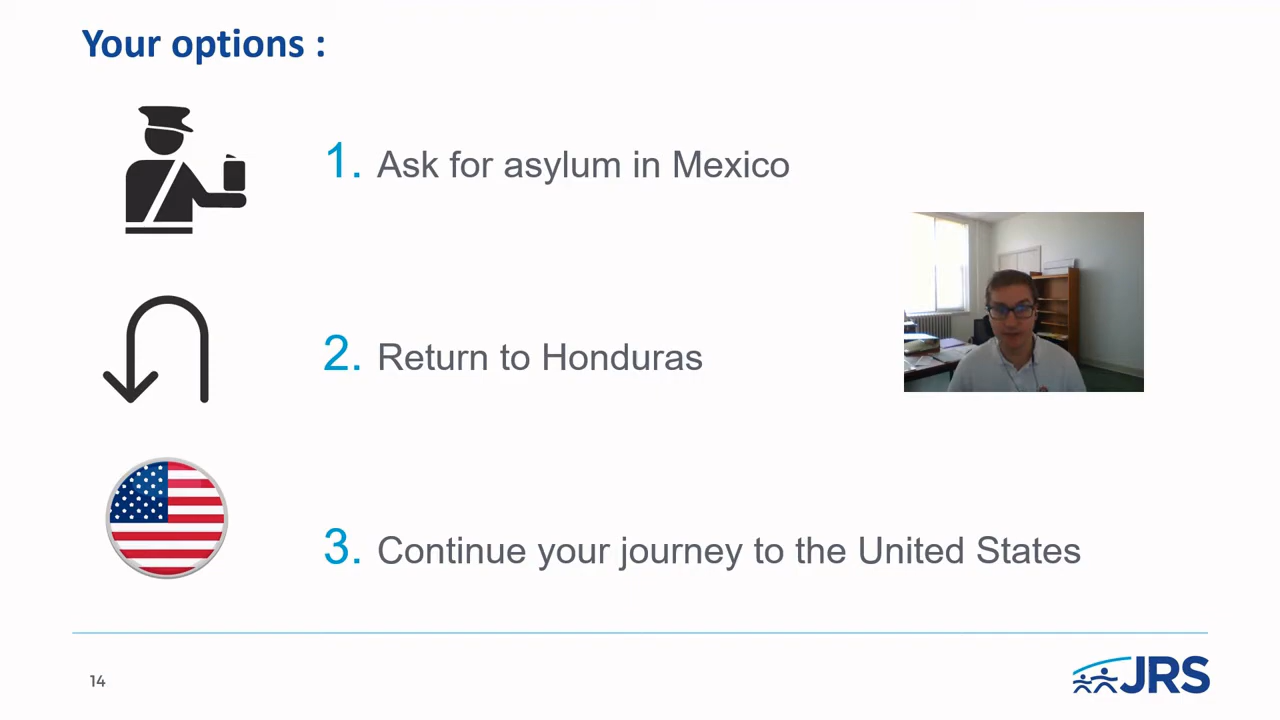 Your options :
1. Ask for asylum in Mexico
2. Return to Honduras
3. Continue your journey to the United States
14
JRS